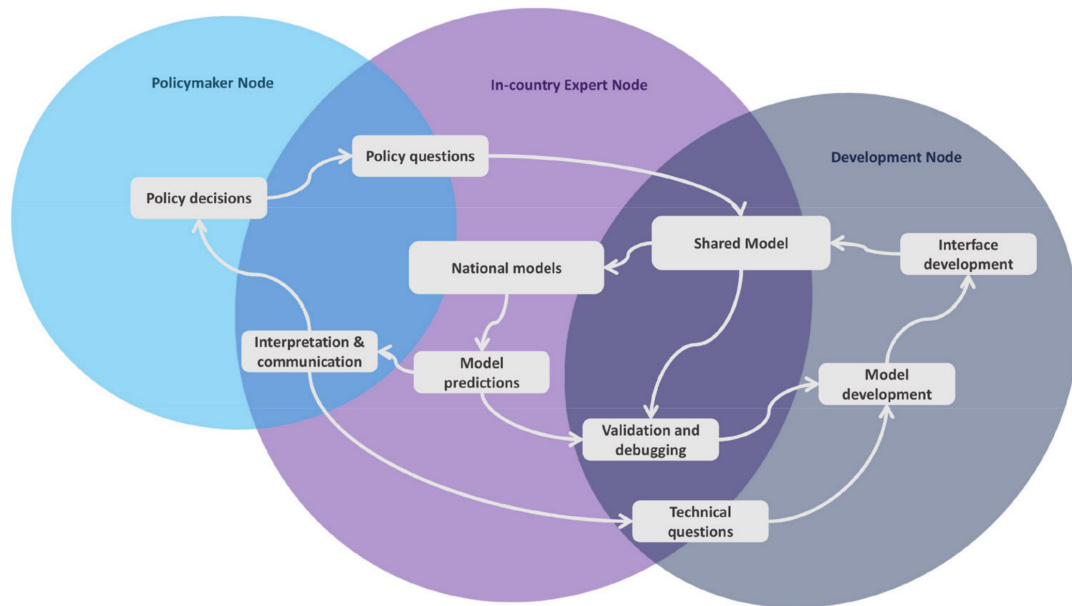 Policymaker Node
In-country Expert Node
Development Node
Policy questions
Policy decisions
Shared Model
Interface
development
National models
Interpretation &
communication
Model
predictions
Model
development
Validation and
debugging
Technical
questions